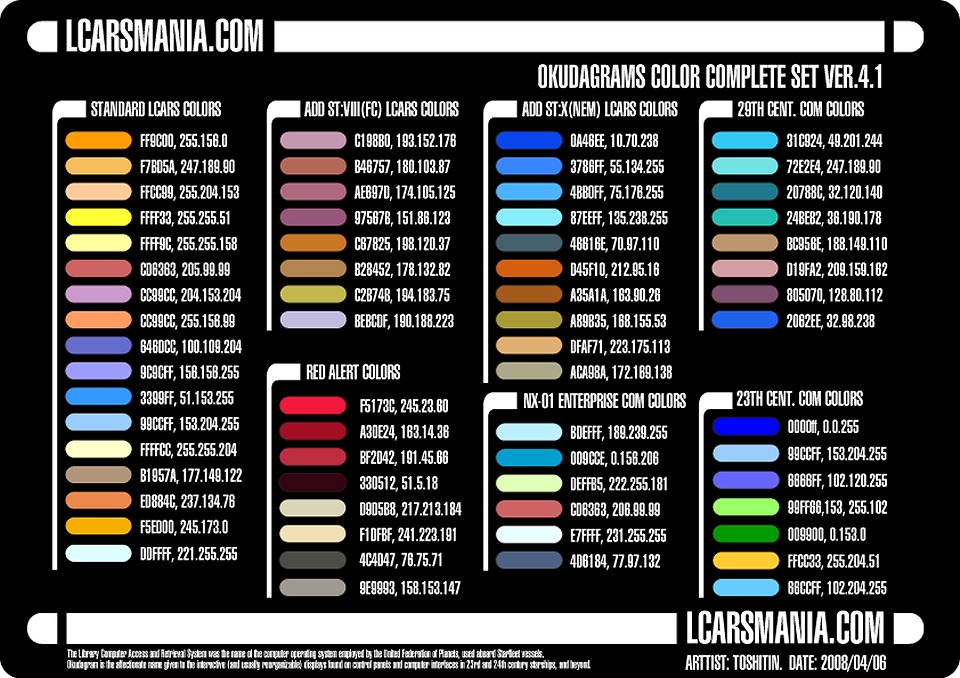 LCARSMANIA.COM
OKUDAGRAMS COLOR COMPLETE SET VER.4.1
STANDARD LCARS COLORS
FF9C00, 255.156.0
F7BD5A, 247.189.90
FFCC99, 255.204.153
FFFF33, 255.255.51
FFFF9C, 255.255.158
CD6363, 205.99.99
CC99CC, 204.153.204
CC99CC, 255.158.99
646DCC, 100.109.204
9C9CFF, 156.156.255
3399FF, 51.153.255
99CCFF, 153.204.255
FFFFCC, 255.255.204
B1957A, 177.149.122
ED884C, 237.134.76
F5ED00, 245.173.0
DDFFFF, 221.255.255
ADD ST:VIII(FC) LCARS COLORS
C198B0, 193.152.176
B46757, 180.103.87
AE697D, 174.105.125
97567B, 151.86.123
C67825, 198.120.37
B28452, 178.132.82
C2B74B, 194.183.75
BEBCDF, 190.188.223
RED ALERT COLORS
F5173C, 245.23.60
A30E24, 163.14.36
BF2D42, 191.45.66
330512, 51.5.18
D9D5B8, 217.213.184
F1DFBF, 241.223.191
4C4D47, 76.75.71
9E9993, 158.153.147
ADD ST:X(NEM) LCARS COLORS
0A46EE, 10.70.238
3786FF, 55.134.255
4BB0FF, 75.176.255
87EEFF, 135.238.255
46616E, 70.97.110
D45F10, 212.95.16
A35A1A, 163.90.26
A89B35, 168.155.53
DFAF71, 223.175.113
ACA98A, 172.169.138
NX-01 ENTERPRISE COM COLORS
BDEFFF, 189.239.255
009CCE, 0.156.206
DEFFB5, 222.255.181
CD6363, 206.99.99
E7FFFF, 231.255.255
4D6184, 77.97.132
29TH CENT. COM COLORS
31C924, 49.201.244
72E2E4, 247.189.90
20788C, 32.120.140
24BEB2, 36.190.178
BC956E, 188.149.110
D19FA2, 209.159.162
805070, 128.80.112
2062EE, 32.98.238
23TH CENT. COM COLORS
0000ff, 0.0.255
99CCFF, 153.204.255
6666FF, 102.120.255
99FF66,153, 255.102
009900, 0.153.0
FFCC33, 255.204.51
66CCFF, 102.204.255
LCARSMANIA.COM
The Library Computer Access and Retrieval System was the name of the computer operating system employed by the United Federation of Planets, used aboard Starfleet vessels.
Okudagram is the affectionate name given to the interactive (and usually reorganizable) displays found on control panels and computer interfaces in 23rd and 24th century starships, and beyond.
ARTTIST: TOSHITIN. DATE: 2008/04/06